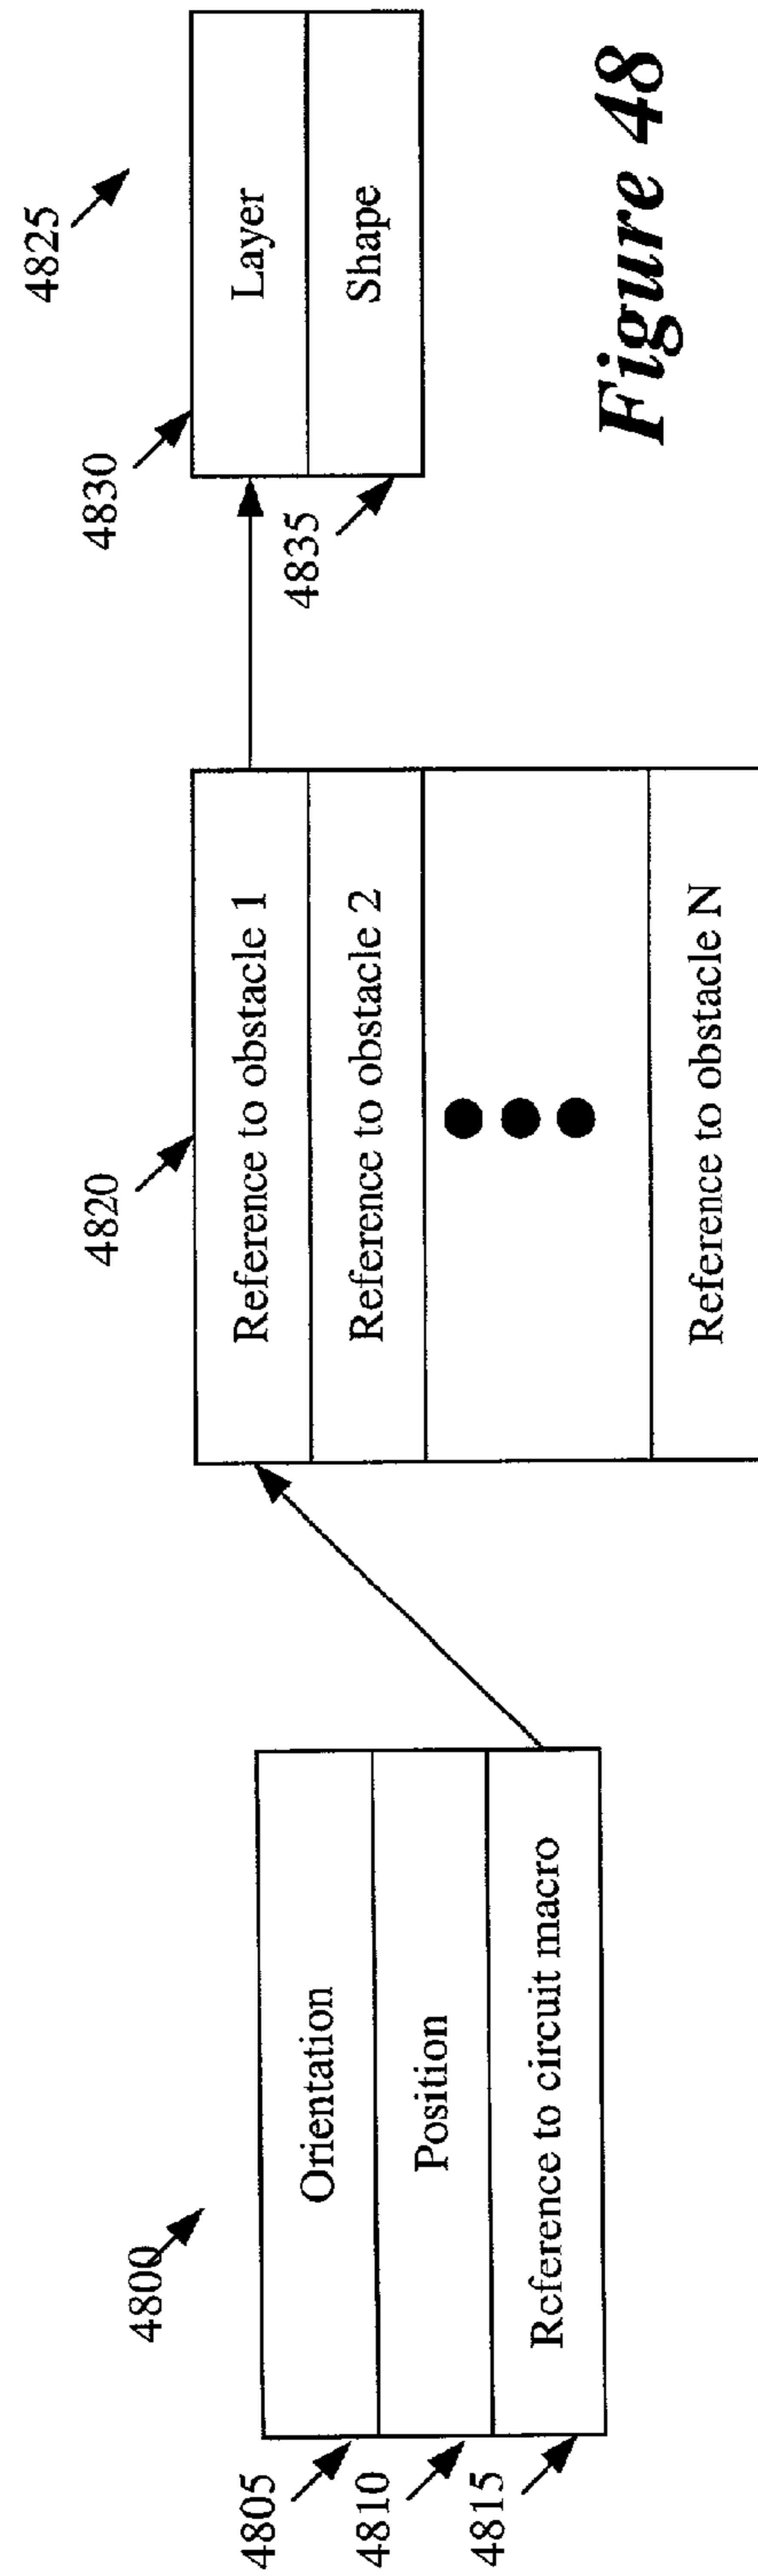 4800
4805
Orientation
4810
Position
4815
Reference to circuit macro
4820
Reference to obstacle 1
Reference to obstacle 2
Reference to obstacle N
4825
4830
Layer
4835
Shape
Figure 48